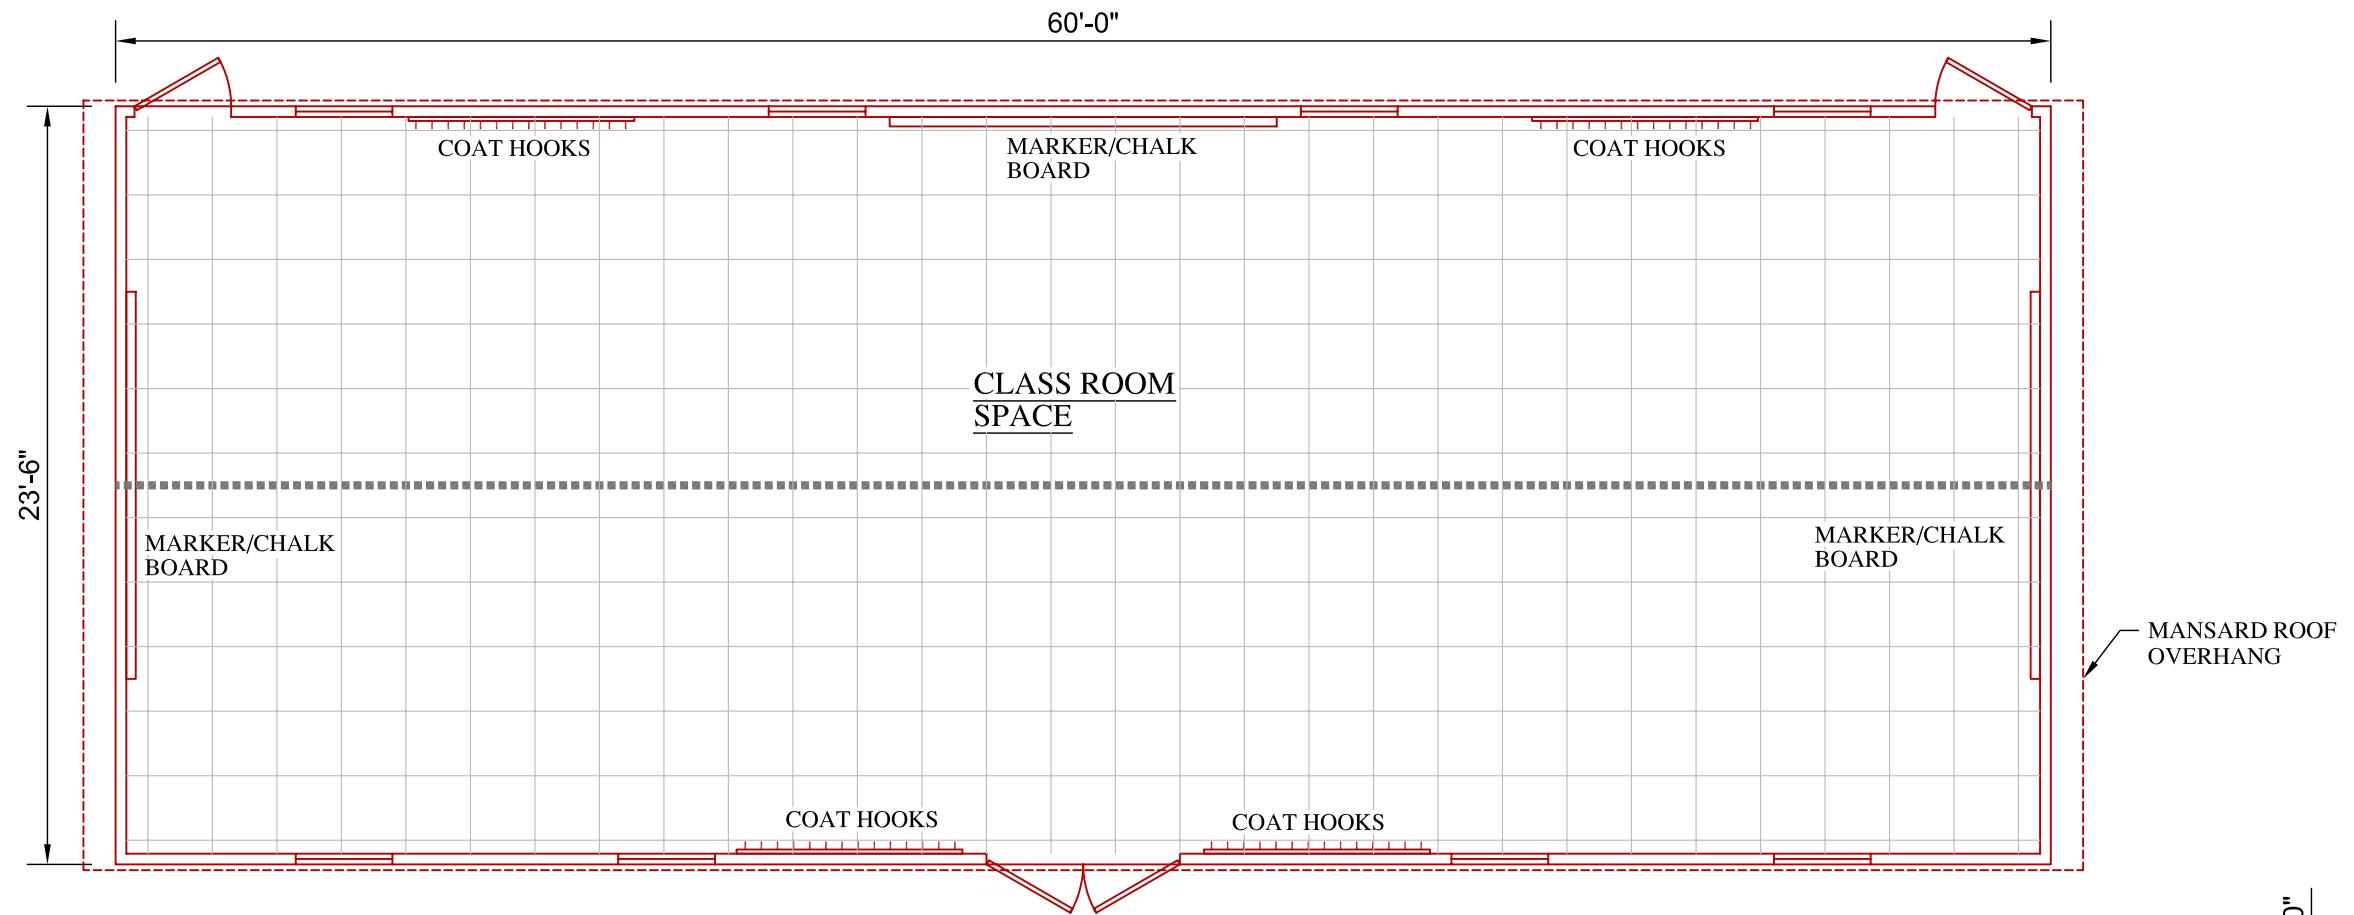 60'-0"
COAT HOOKS
MARKER/CHALK
BOARD
COAT HOOKS
CLASS ROOM
SPACE
23'-6"
MARKER/CHALK
BOARD
MARKER/CHALK
BOARD
MANSARD ROOF
OVERHANG
COAT HOOKS
COAT HOOKS